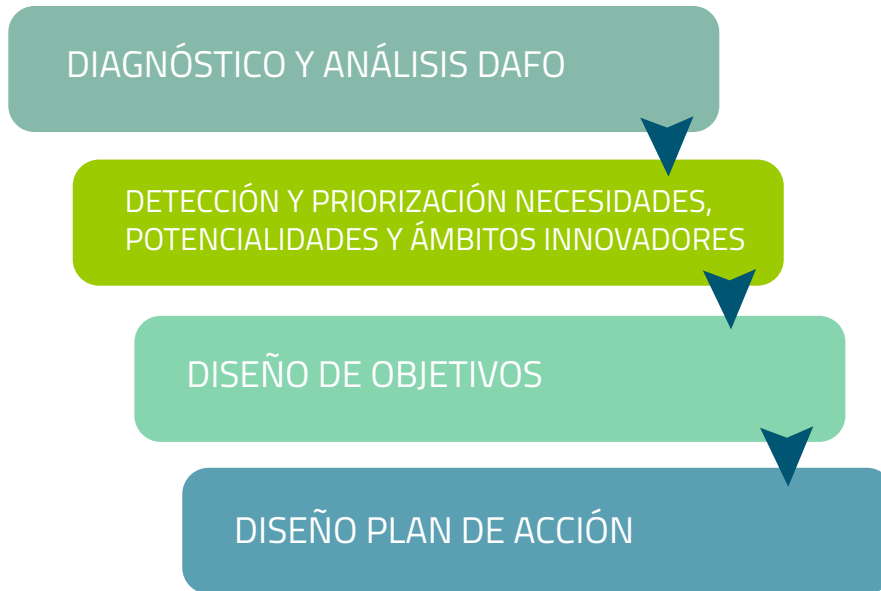 DIAGNÓSTICO Y ANÁLISIS DAFO
DETECCIÓN Y PRIORIZACIÓN NECESIDADES,
POTENCIALIDADES Y ÁMBITOS INNOVADORES
DISEÑO DE OBJETIVOS
DISEÑO PLAN DE ACCIÓN